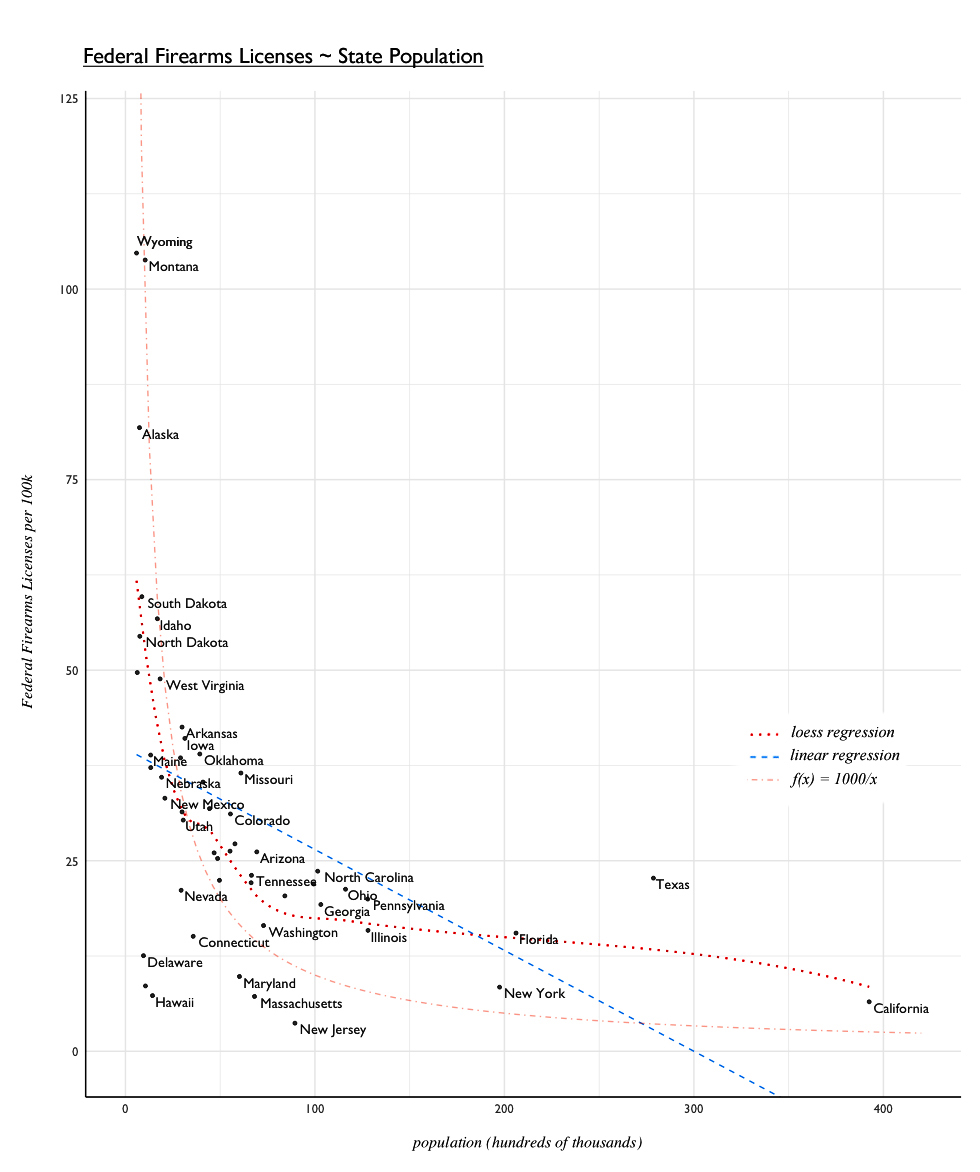 Federal Firearms Licenses ~ State Population
125
Wyoming
Montana
100
Alaska
75
South Dakota
Idaho
North Dakota
50
West Virginia
Arkansas
Iowa
Oklahoma
Maine
Missouri
Nebraska
New Mexico
Colorado
Utah
25
Arizona
North Carolina
Tennessee
Texas
Ohio
Nevada
Pennsylvania
Georgia
Washington
Illinois
Florida
Connecticut
Delaware
Maryland
New York
Hawaii
Massachusetts
California
New Jersey
0
loess regression
linear regression
f(x) = 1000/x
Federal Firearms Licenses per 100k
0 100 200 300 400
population (hundreds of thousands)